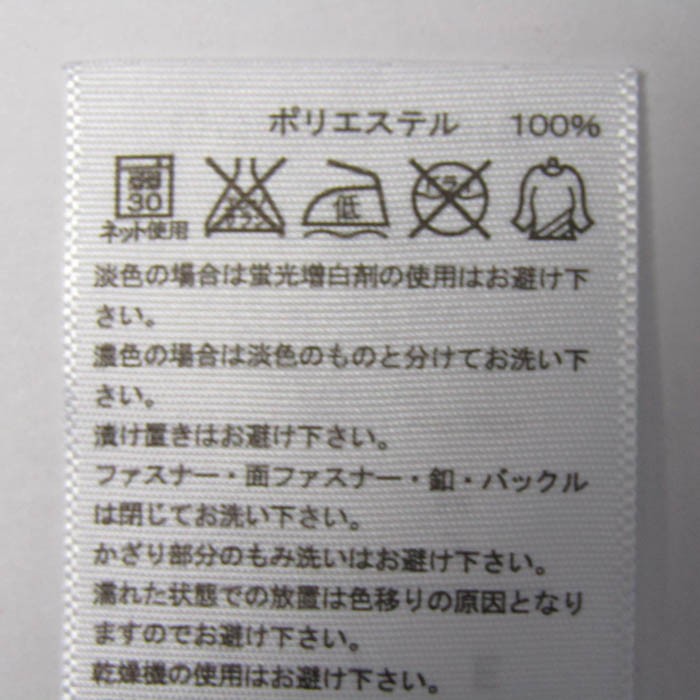 ポリエステル 100%
30 低
ネット使用
淡色の場合は蛍光増白剤の使用はお避け下
さい。
濃色の場合は淡色のものと分けてお洗い下
さい。
漬け置きはお避け下さい。
ファスナー・面ファスナー・釦・バックル
は閉じてお洗い下さい。
かざり部分のもみ洗いはお避け下さい。
濡れた状態での放置は色移りの原因となり
ますのでお避け下さい。
乾燥機の使用はお避け下さい。